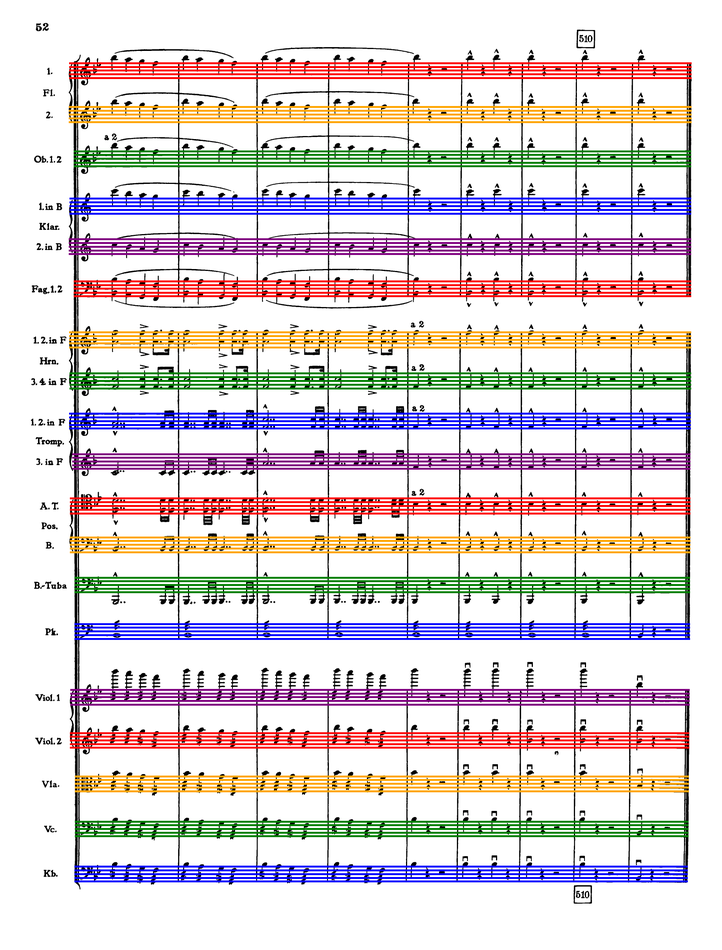 52
510
1.
Fl.
2.
a 2
Ob. 1. 2
1. in B
Klar.
2. in B
Fag. 1. 2
a 2
1. 2. in F
Hrn.
3. 4. in F
a 2
a 2
1. 2. in F
Tromp.
3. in F
a 2
A. T.
Pos.
B.
B.-Tuba
Pk.
Viol. 1
Viol. 2
Vla.
Vc.
Kb.
510